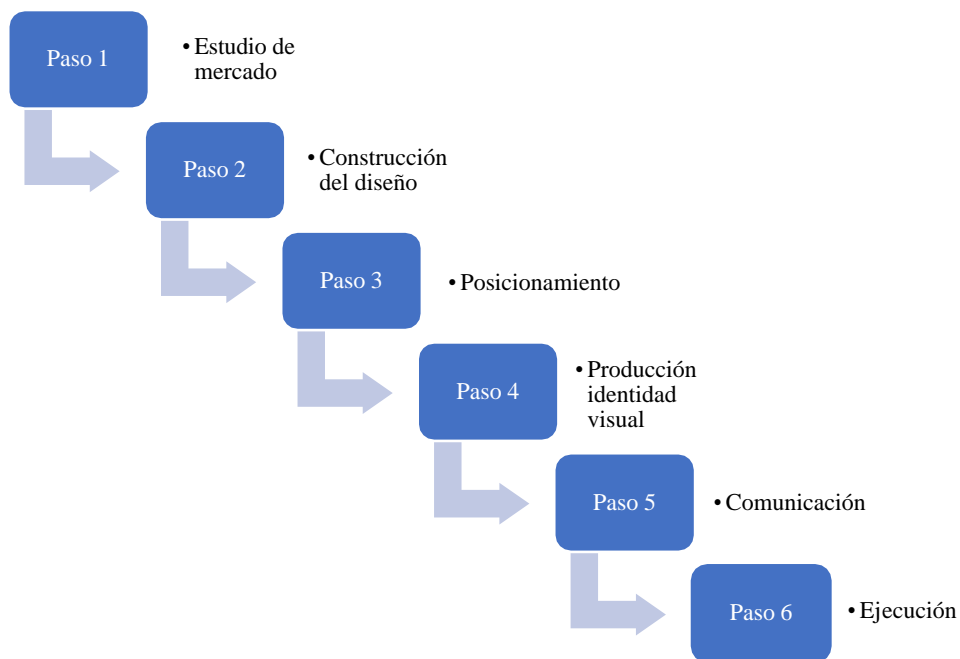 Paso 1
• Estudio de
mercado
Paso 2
• Construcción
del diseño
Paso 3
• Posicionamiento
Paso 4
• Producción
identidad
visual
Paso 5
• Comunicación
Paso 6
• Ejecución